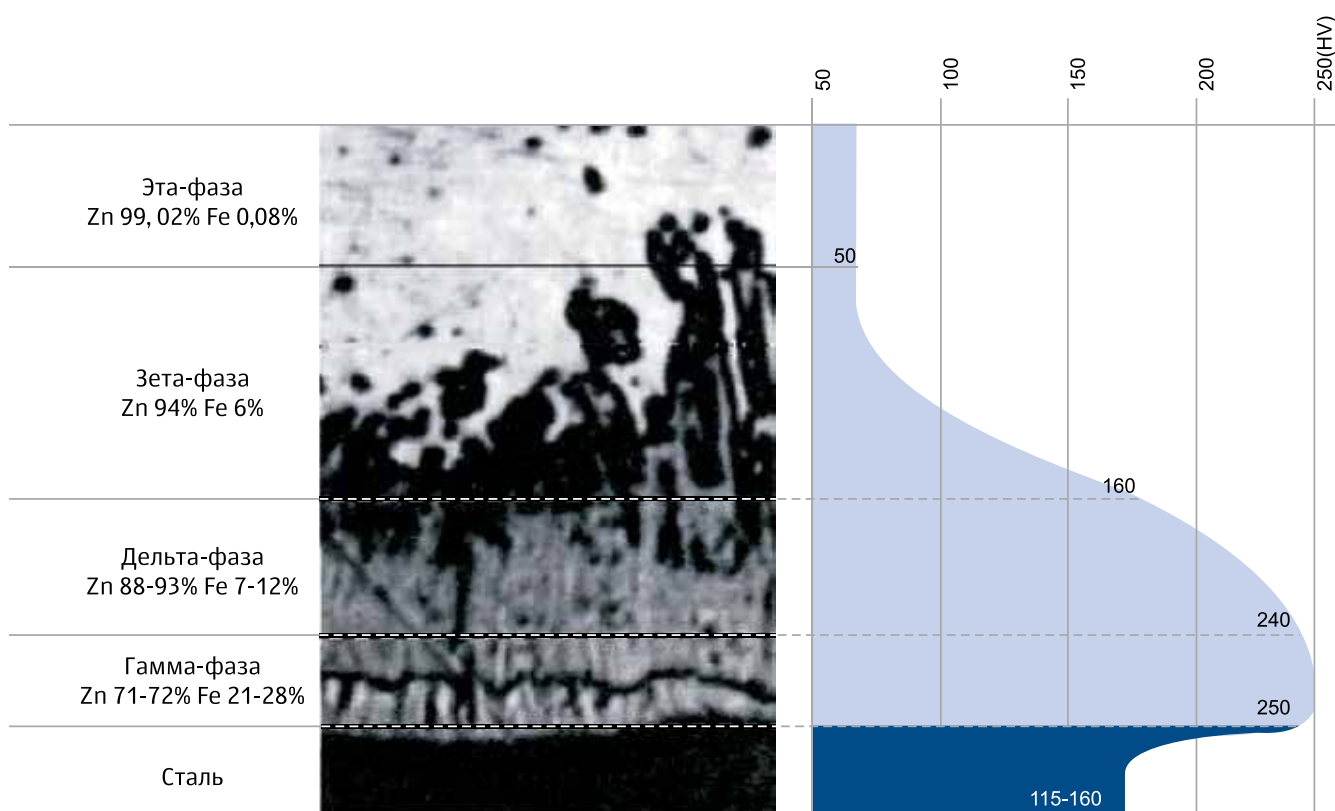 50
100
150
200
250(HV)
Эта-фаза
Zn 99, 02% Fe 0,08%
50
Зета-фаза
Zn 94% Fe 6%
160
Дельта-фаза
Zn 88-93% Fe 7-12%
240
Гамма-фаза
Zn 71-72% Fe 21-28%
250
Сталь
115-160